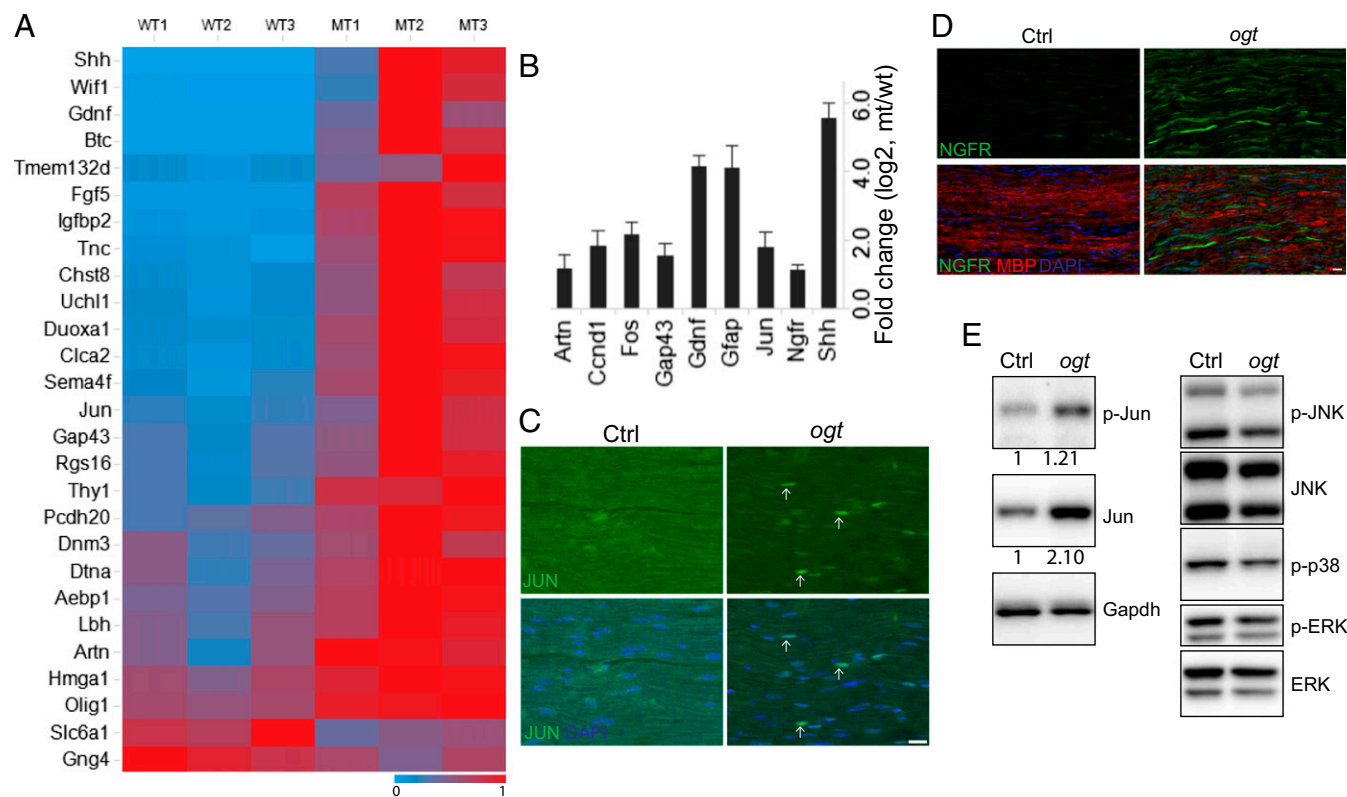 A
WT1 WT2 WT3 MT1 MT2 MT3
Shh
Wif1
Gdnf
Btc
Tmem132d
Fgf5
Igfbp2
Tnc
Chst8
Uchl1
Duoxa1
Clca2
Sema4f
Jun
Gap43
Rgs16
Thy1
Pcdh20
Dnm3
Dtna
Aebp1
Lbh
Artn
Hmga1
Olig1
Slc6a1
Gng4
0 1
B
Fold change (log2, mt/wt)
0.0 2.0 4.0 6.0
Artn Ccnd1 Fos Gap43 Gdnf Gfap Jun Ngfr Shh
C
Ctrl ogt
JUN
JUN DAPI
D
Ctrl ogt
NGFR
NGFR MBP DAPI
E
Ctrl ogt
p-Jun
1 1.21
Jun
1 2.10
Gapdh
Ctrl ogt
p-JNK
JNK
p-p38
p-ERK
ERK